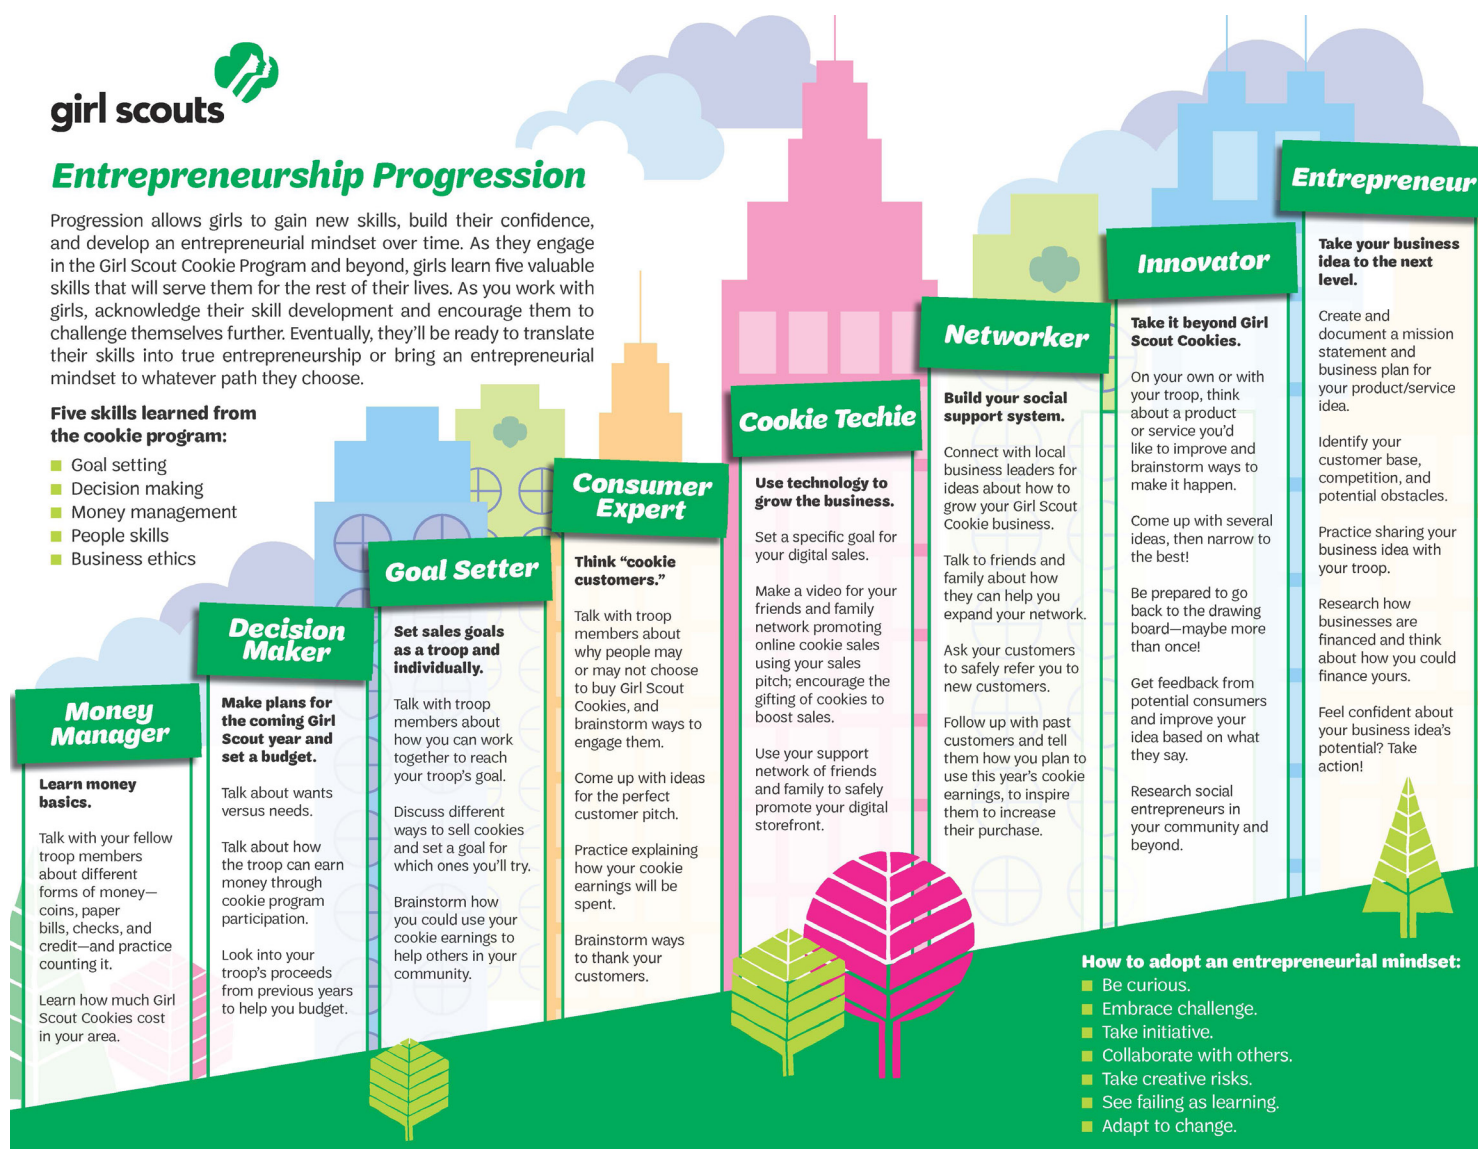 girl scouts
Entrepreneurship Progression
Progression allows girls to gain new skills, build their confidence,
and develop an entrepreneurial mindset over time. As they engage
in the Girl Scout Cookie Program and beyond, girls learn five valuable
skills that will serve them for the rest of their lives. As you work with
girls, acknowledge their skill development and encourage them to
challenge themselves further. Eventually, they’ll be ready to translate
their skills into true entrepreneurship or bring an entrepreneurial
mindset to whatever path they choose.
Five skills learned from
the cookie program:
Goal setting
Decision making
Money management
People skills
Business ethics
Money
Manager
Learn money
basics.
Talk with your fellow
troop members
about different
forms of money—
coins, paper
bills, checks, and
credit—and practice
counting it.
Learn how much Girl
Scout Cookies cost
in your area.
Decision
Maker
Make plans for
the coming Girl
Scout year and
set a budget.
Talk about wants
versus needs.
Talk about how
the troop can earn
money through
cookie program
participation.
Look into your
troop’s proceeds
from previous years
to help you budget.
Goal Setter
Set sales goals
as a troop and
individually.
Talk with troop
members about
how you can work
together to reach
your troop’s goal.
Discuss different
ways to sell cookies
and set a goal for
which ones you’ll try.
Brainstorm how
you could use your
cookie earnings to
help others in your
community.
Consumer
Expert
Think “cookie
customers.”
Talk with troop
members about
why people may
or may not choose
to buy Girl Scout
Cookies, and
brainstorm ways to
engage them.
Come up with ideas
for the perfect
customer pitch.
Practice explaining
how your cookie
earnings will be
spent.
Brainstorm ways
to thank your
customers.
Cookie Techie
Use technology to
grow the business.
Set a specific goal for
your digital sales.
Make a video for your
friends and family
network promoting
online cookie sales
using your sales
pitch; encourage the
gifting of cookies to
boost sales.
Use your support
network of friends
and family to safely
promote your digital
storefront.
Networker
Build your social
support system.
Connect with local
business leaders for
ideas about how to
grow your Girl Scout
Cookie business.
Talk to friends and
family about how
they can help you
expand your network.
Ask your customers
to safely refer you to
new customers.
Follow up with past
customers and tell
them how you plan to
use this year’s cookie
earnings, to inspire
them to increase
their purchase.
Innovator
Take it beyond Girl
Scout Cookies.
On your own or with
your troop, think
about a product
or service you’d
like to improve and
brainstorm ways to
make it happen.
Come up with several
ideas, then narrow to
the best!
Be prepared to go
back to the drawing
board—maybe more
than once!
Get feedback from
potential consumers
and improve your
idea based on what
they say.
Research social
entrepreneurs in
your community and
beyond.
Entrepreneur
Take your business
idea to the next
level.
Create and
document a mission
statement and
business plan for
your product/service
idea.
Identify your
customer base,
competition, and
potential obstacles.
Practice sharing your
business idea with
your troop.
Research how
businesses are
financed and think
about how you could
finance yours.
Feel confident about
your business idea’s
potential? Take
action!
How to adopt an entrepreneurial mindset:
Be curious.
Embrace challenge.
Take initiative.
Collaborate with others.
Take creative risks.
See failing as learning.
Adapt to change.